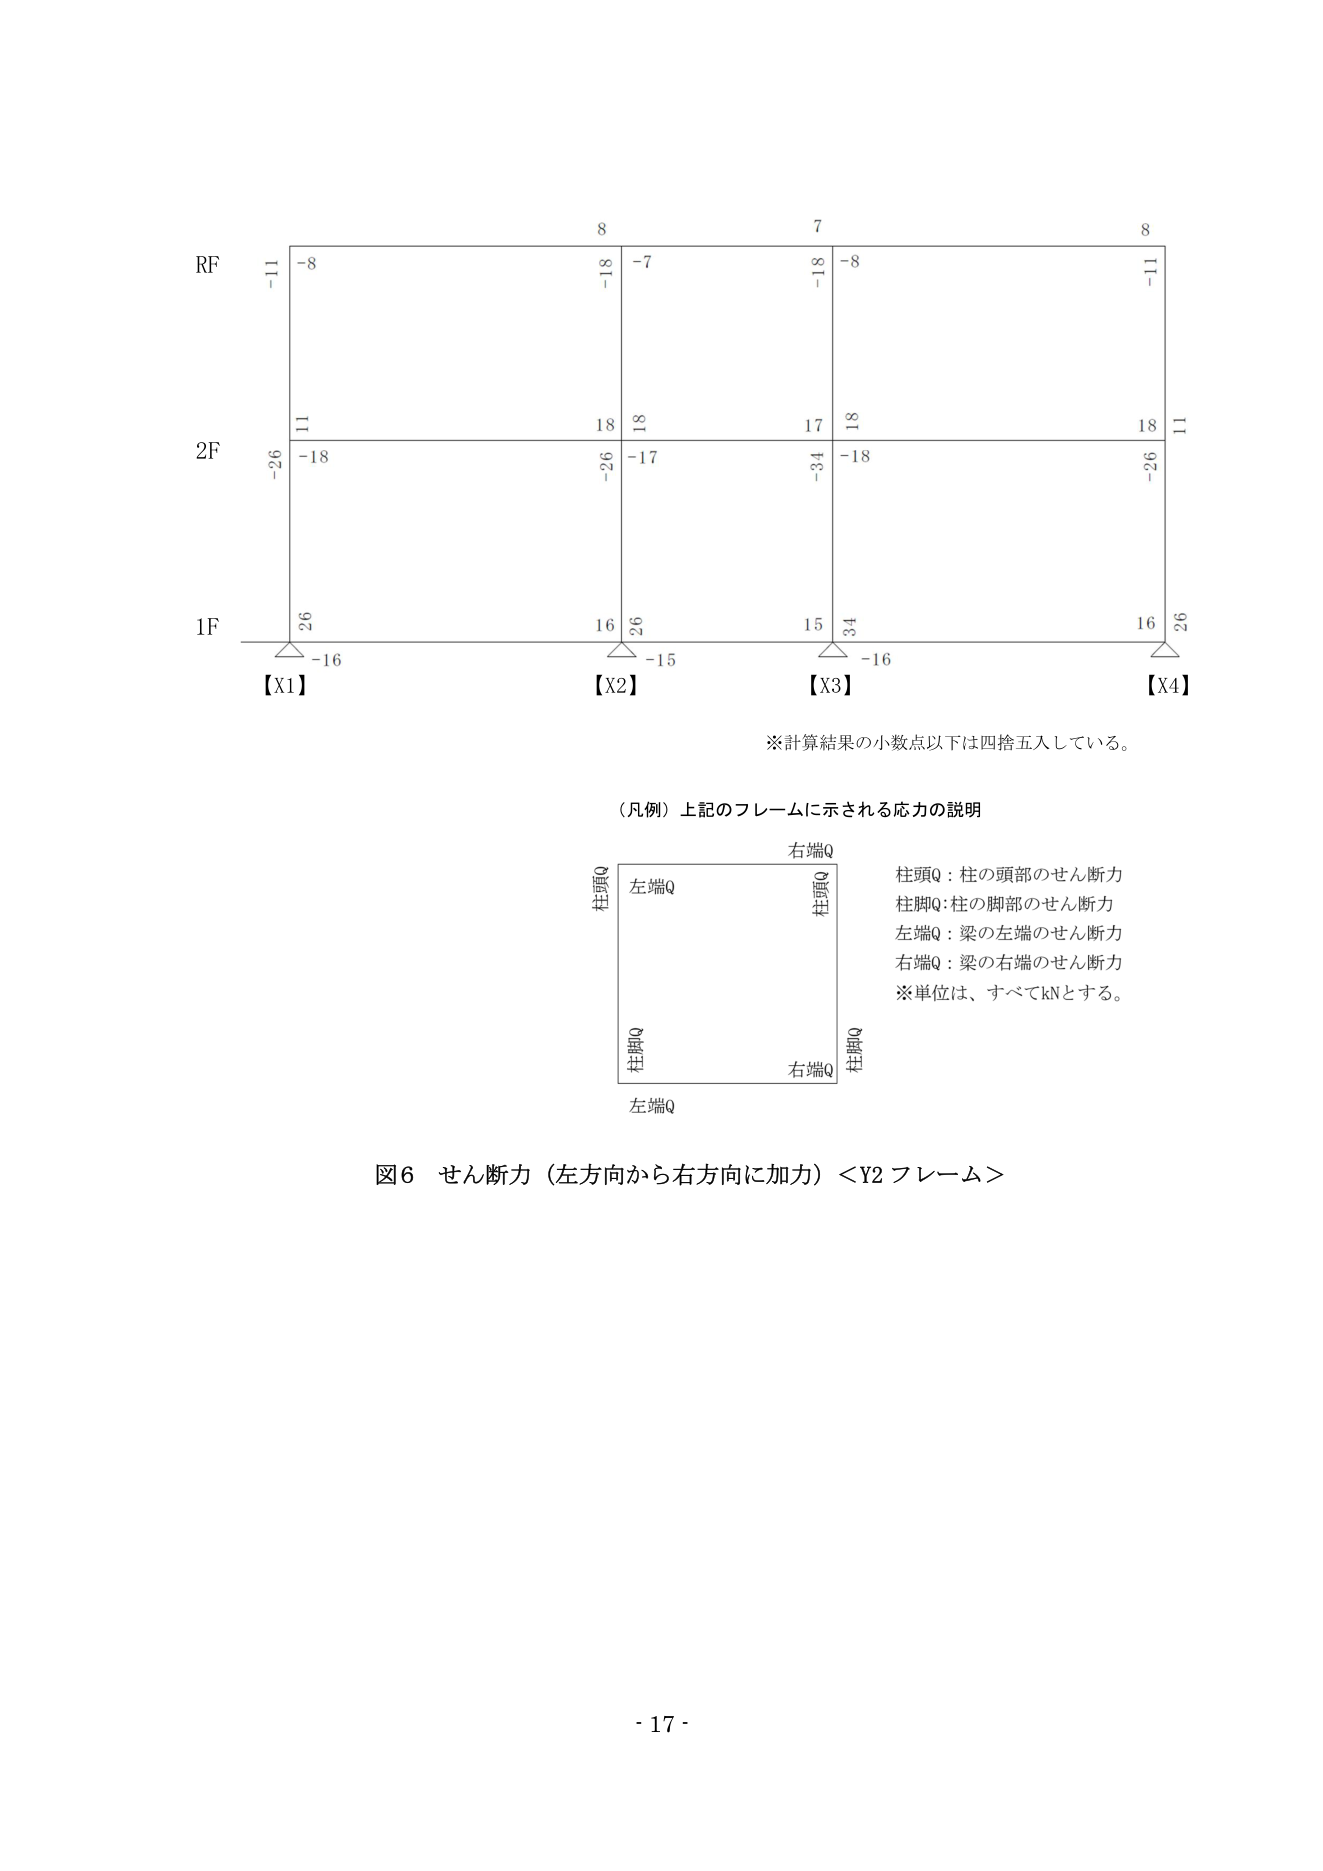 8 7 8
RF -11 -8 -18 -7 -18 -8 -11
11 18 18 17 18 18 11
2F -26 -18 -26 -17 -34 -18 -26
1F 26 16 26 15 34 16 26
-16 -15 -16
【X1】 【X2】 【X3】 【X4】
※計算結果の小数点以下は四捨五入している。
（凡例）上記のフレームに示される応力の説明
右端Q
柱頭Q 左端Q 柱頭Q
柱脚Q 右端Q 柱脚Q
左端Q
柱頭Q：柱の頭部のせん断力
柱脚Q:柱の脚部のせん断力
左端Q：梁の左端のせん断力
右端Q：梁の右端のせん断力
※単位は、すべてkNとする。
図6　せん断力（左方向から右方向に加力）＜Y2 フレーム＞
- 17 -